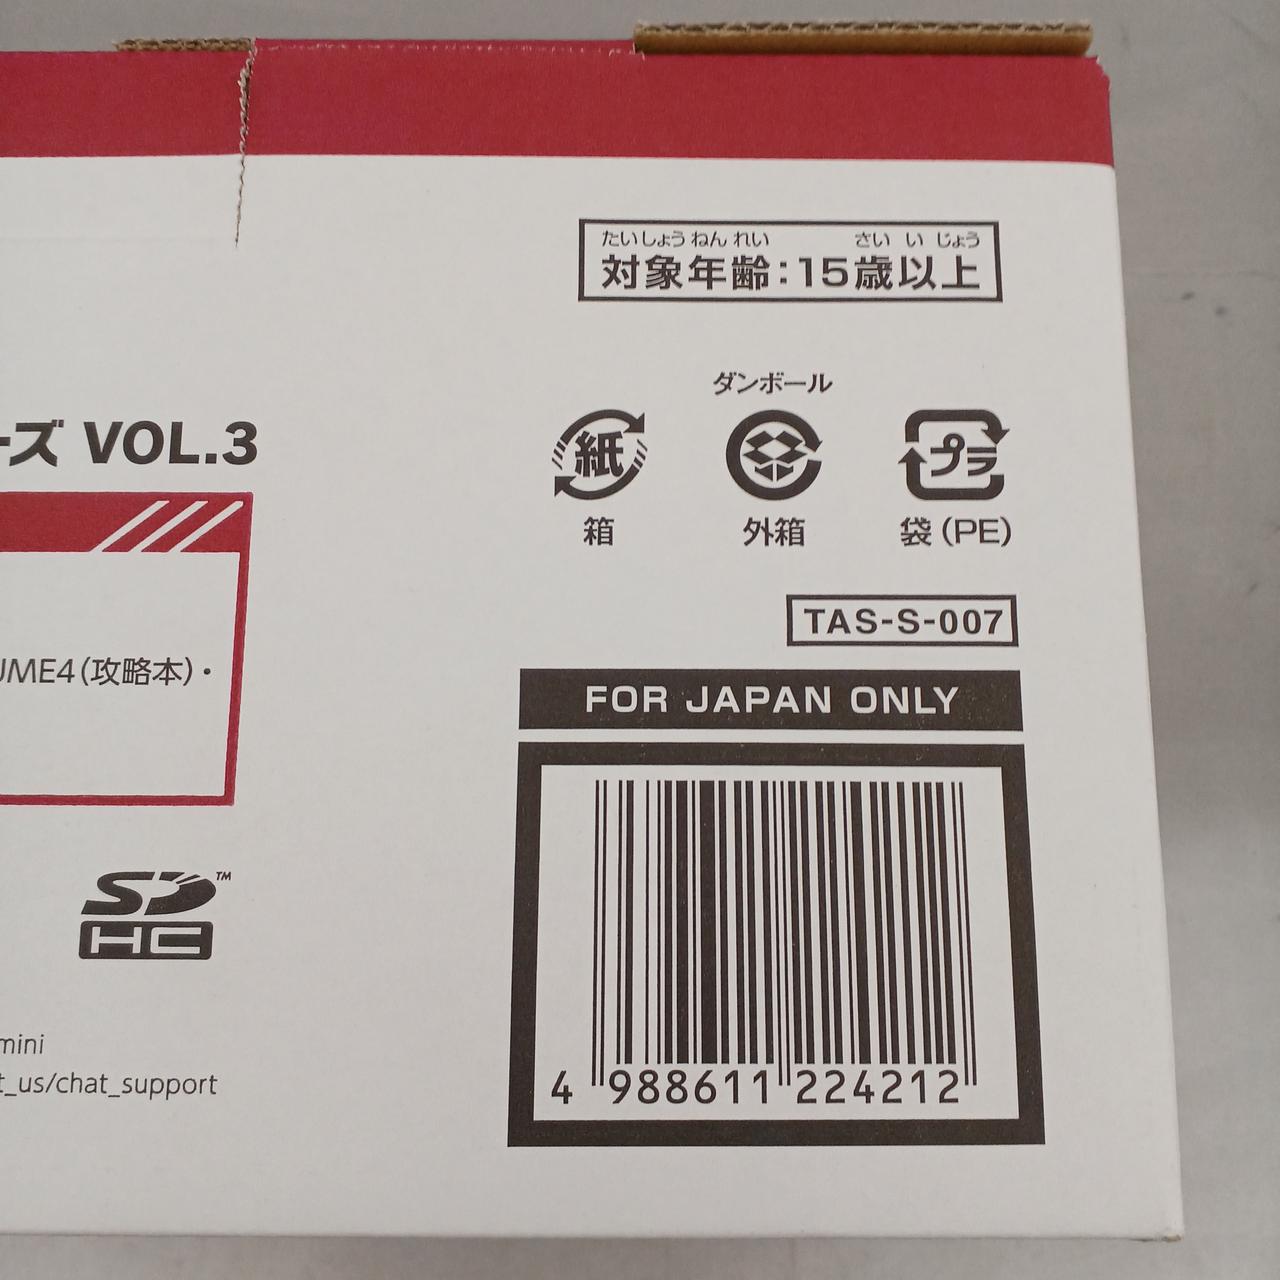 たいしょうねんれい さいいじょう
対象年齢：15歳以上
ダンボール
紙
プラ
箱
外箱
袋（PE）
ーズ VOL.3
TAS-S-007
UME4（攻略本）・
FOR JAPAN ONLY
SD™
HC
mini
t_us/chat_support
4 988611 224212